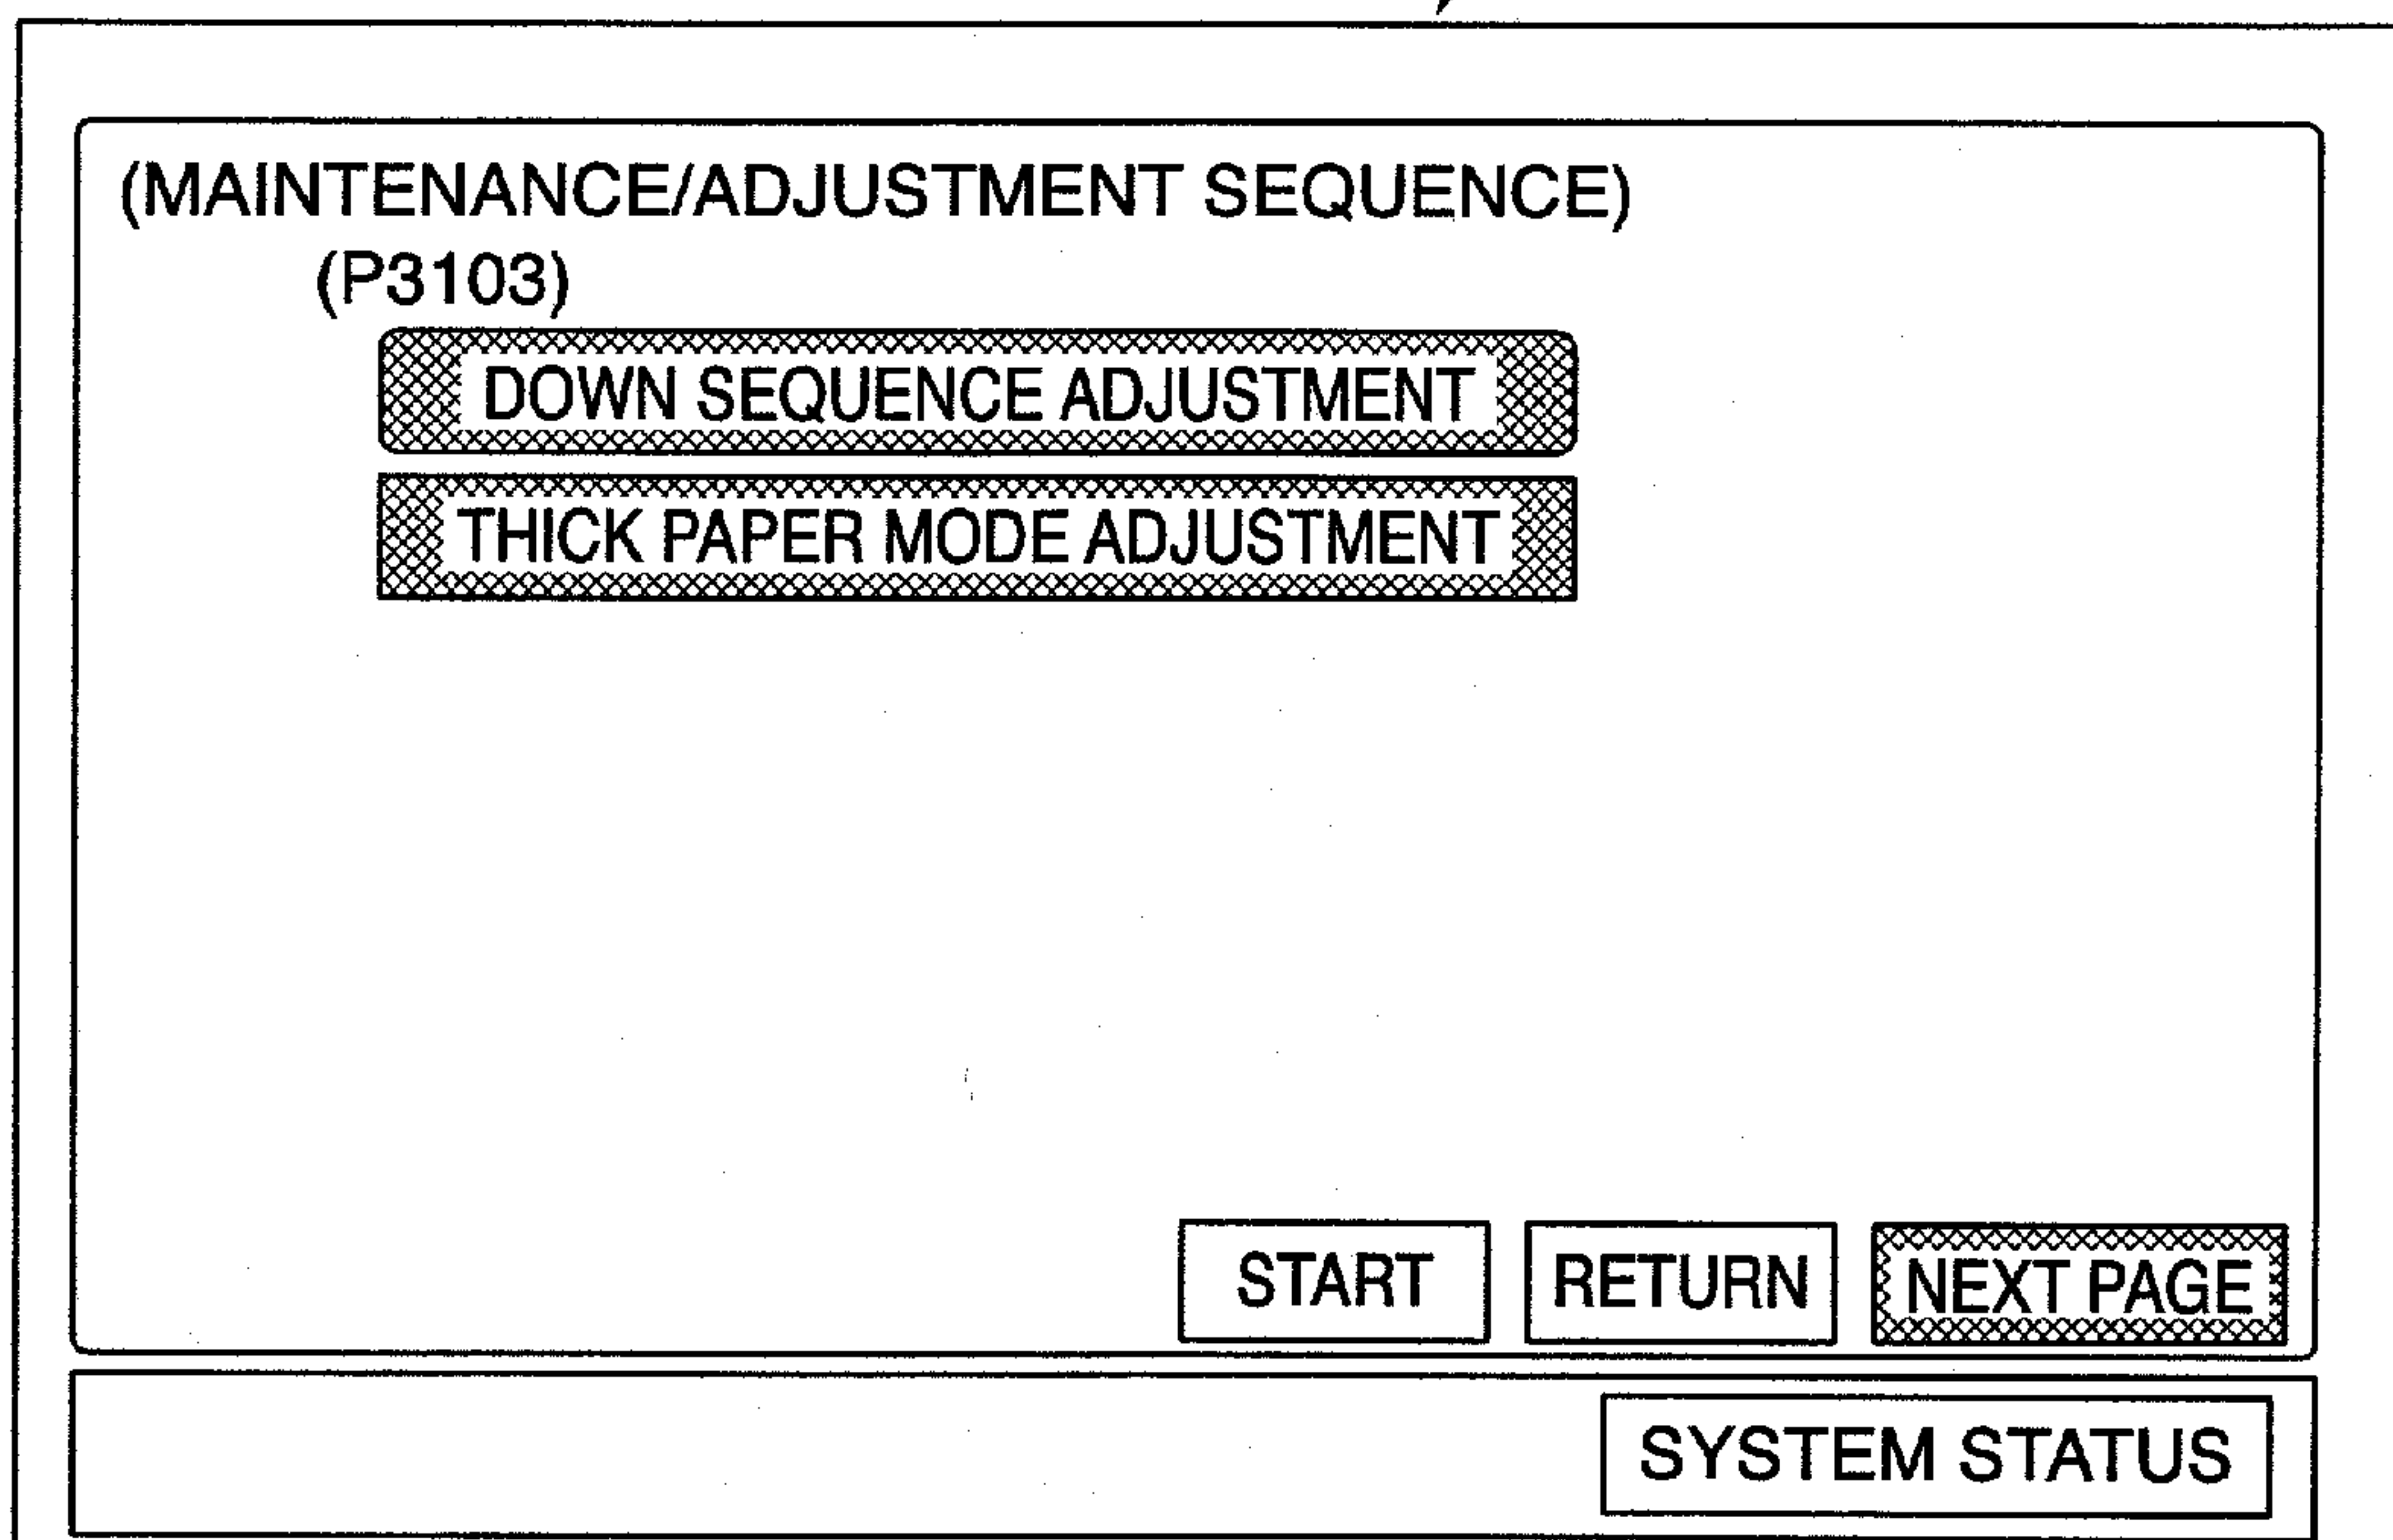 (MAINTENANCE/ADJUSTMENT SEQUENCE)
(P3103)
DOWN SEQUENCE ADJUSTMENT
THICK PAPER MODE ADJUSTMENT
START RETURN NEXT PAGE
SYSTEM STATUS